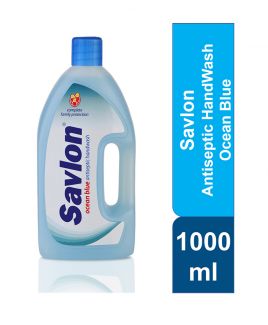 complete
family protection
Savlon®
ocean blue antiseptic handwash
Savlon
Antiseptic HandWash
Ocean Blue
1000
ml